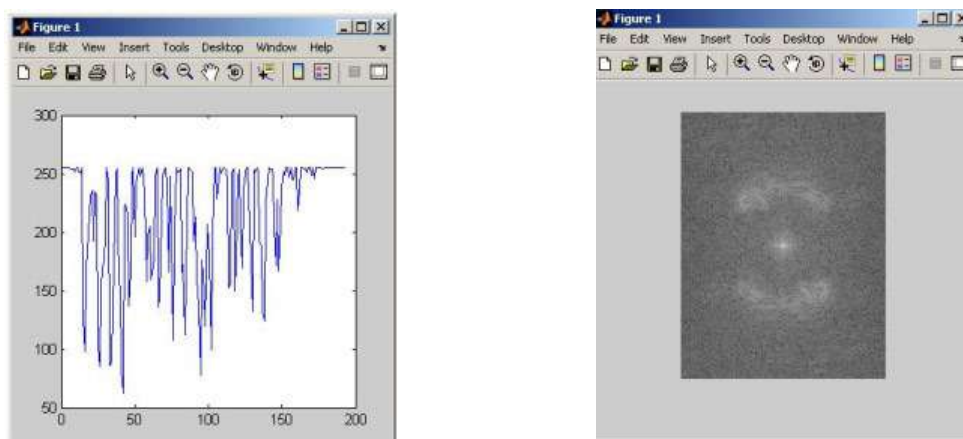 Figure 1
File Edit View Insert Tools Desktop Window Help
300
250
200
150
100
50
0 50 100 150 200
Figure 1
File Edit View Insert Tools Desktop Window Help